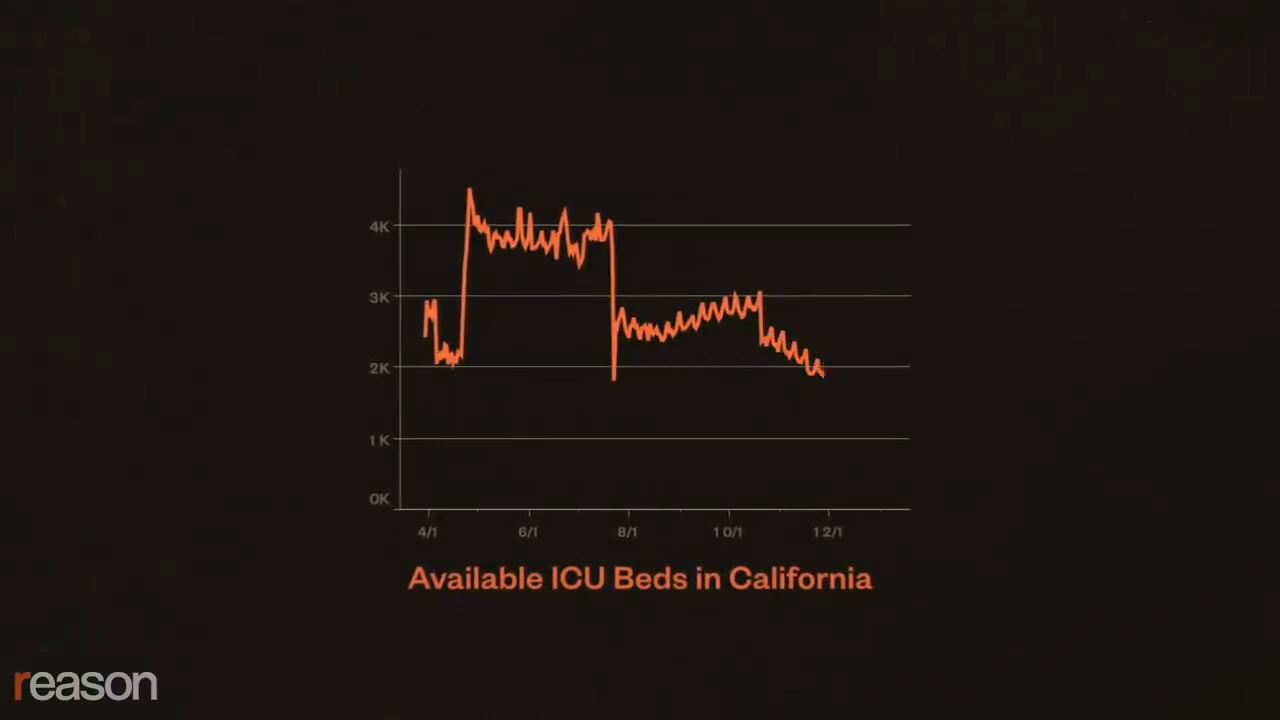 4K
3K
2K
1K
0K
4/1 6/1 8/1 10/1 12/1
Available ICU Beds in California
reason